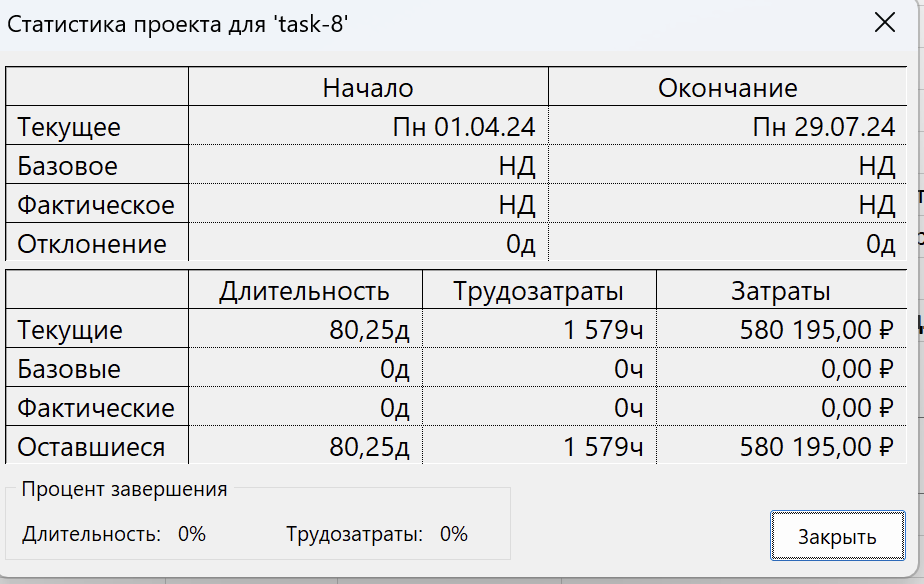 Статистика проекта для 'task-8'
Начало Окончание
Текущее Пн 01.04.24 Пн 29.07.24
Базовое НД НД
Фактическое НД НД
Отклонение 0д 0д
Длительность Трудозатраты Затраты
Текущие 80,25д 1 579ч 580 195,00 ₽
Базовые 0д 0ч 0,00 ₽
Фактические 0д 0ч 0,00 ₽
Оставшиеся 80,25д 1 579ч 580 195,00 ₽
Процент завершения
Длительность: 0% Трудозатраты: 0%
Закрыть